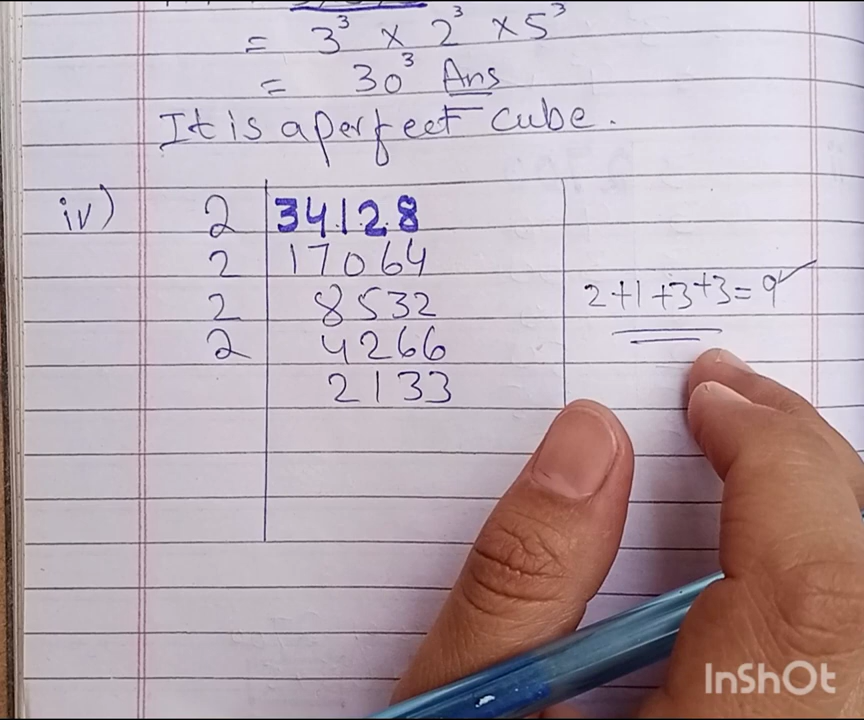 = 3³ × 2³ × 5³
= 30³ Ans
It is a perfect cube.
iv) 2 | 34128
2 | 17064
2 | 8532 2+1+3+3=9✓
2 | 4266
2133
InShOt